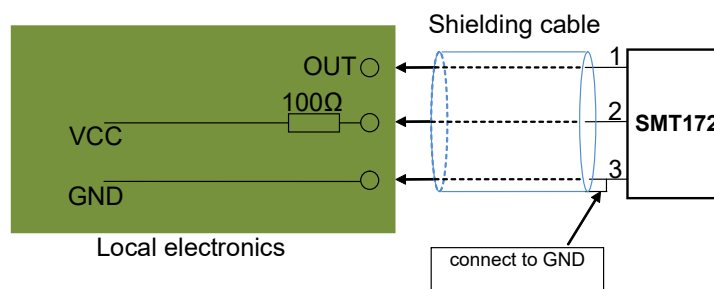 Shielding cable
OUT
1
100Ω
2
SMT172
VCC
3
GND
Local electronics
connect to GND